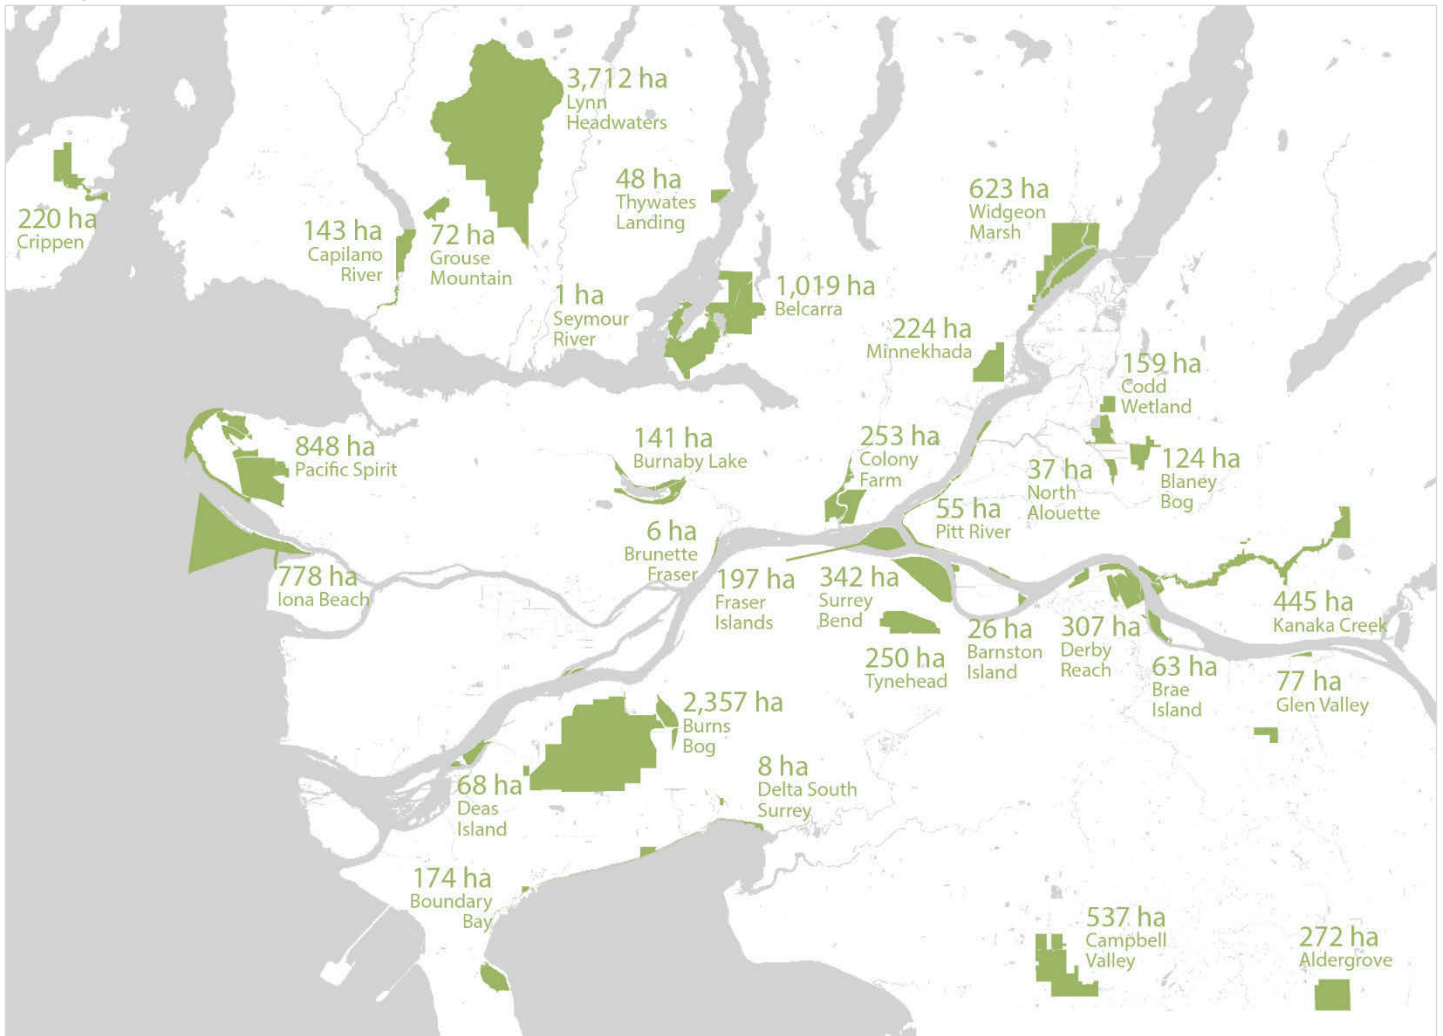 3,712 ha
Lynn
Headwaters
48 ha
Thywates
Landing
623 ha
Widgeon
Marsh
220 ha
Crippen
143 ha
Capilano
River
72 ha
Grouse
Mountain
1 ha
Seymour
River
1,019 ha
Belcarra
224 ha
Minnekhada
159 ha
Codd
Wetland
848 ha
Pacific Spirit
141 ha
Burnaby Lake
253 ha
Colony
Farm
37 ha
North
Alouette
124 ha
Blaney
Bog
55 ha
Pitt River
6 ha
Brunette
Fraser
778 ha
Iona Beach
197 ha
Fraser
Islands
342 ha
Surrey
Bend
445 ha
Kanaka Creek
26 ha
Barnston
Island
307 ha
Derby
Reach
250 ha
Tynehead
63 ha
Brae
Island
77 ha
Glen Valley
2,357 ha
Burns
Bog
68 ha
Deas
Island
8 ha
Delta South
Surrey
174 ha
Boundary
Bay
537 ha
Campbell
Valley
272 ha
Aldergrove